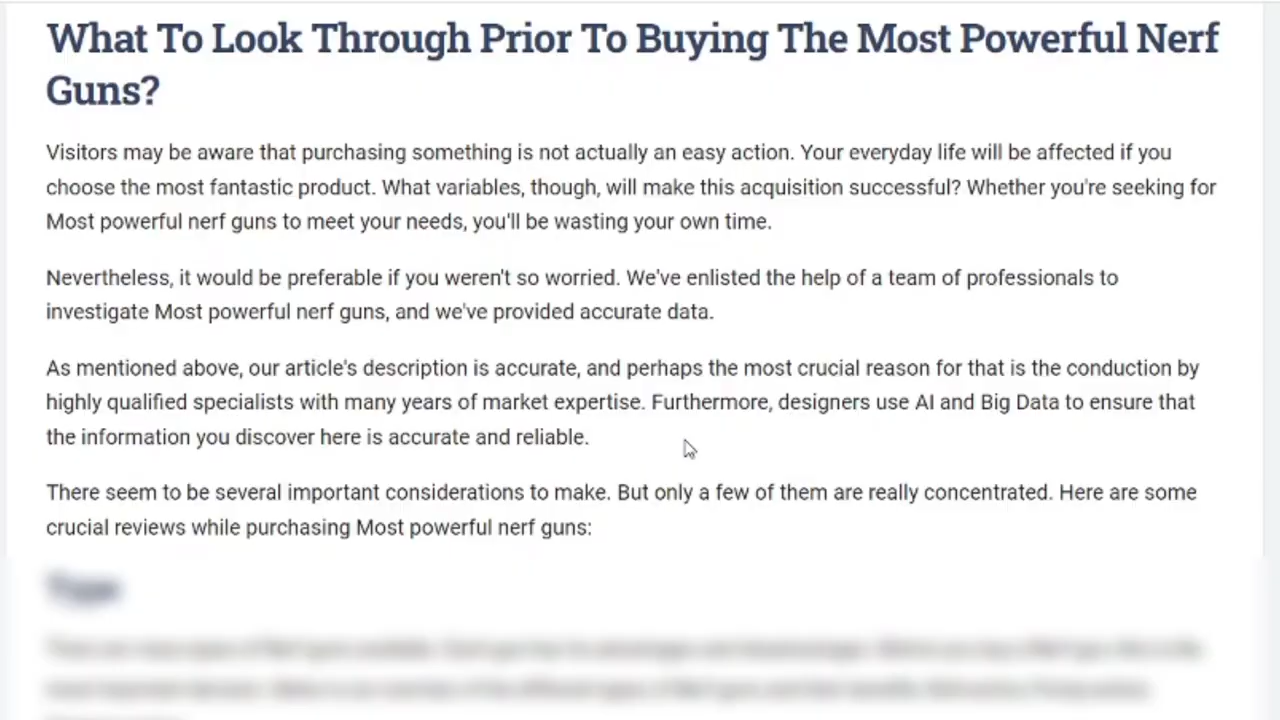 What To Look Through Prior To Buying The Most Powerful Nerf
Guns?
Visitors may be aware that purchasing something is not actually an easy action. Your everyday life will be affected if you
choose the most fantastic product. What variables, though, will make this acquisition successful? Whether you're seeking for
Most powerful nerf guns to meet your needs, you'll be wasting your own time.
Nevertheless, it would be preferable if you weren't so worried. We've enlisted the help of a team of professionals to
investigate Most powerful nerf guns, and we've provided accurate data.
As mentioned above, our article's description is accurate, and perhaps the most crucial reason for that is the conduction by
highly qualified specialists with many years of market expertise. Furthermore, designers use AI and Big Data to ensure that
the information you discover here is accurate and reliable.
There seem to be several important considerations to make. But only a few of them are really concentrated. Here are some
crucial reviews while purchasing Most powerful nerf guns:
Type